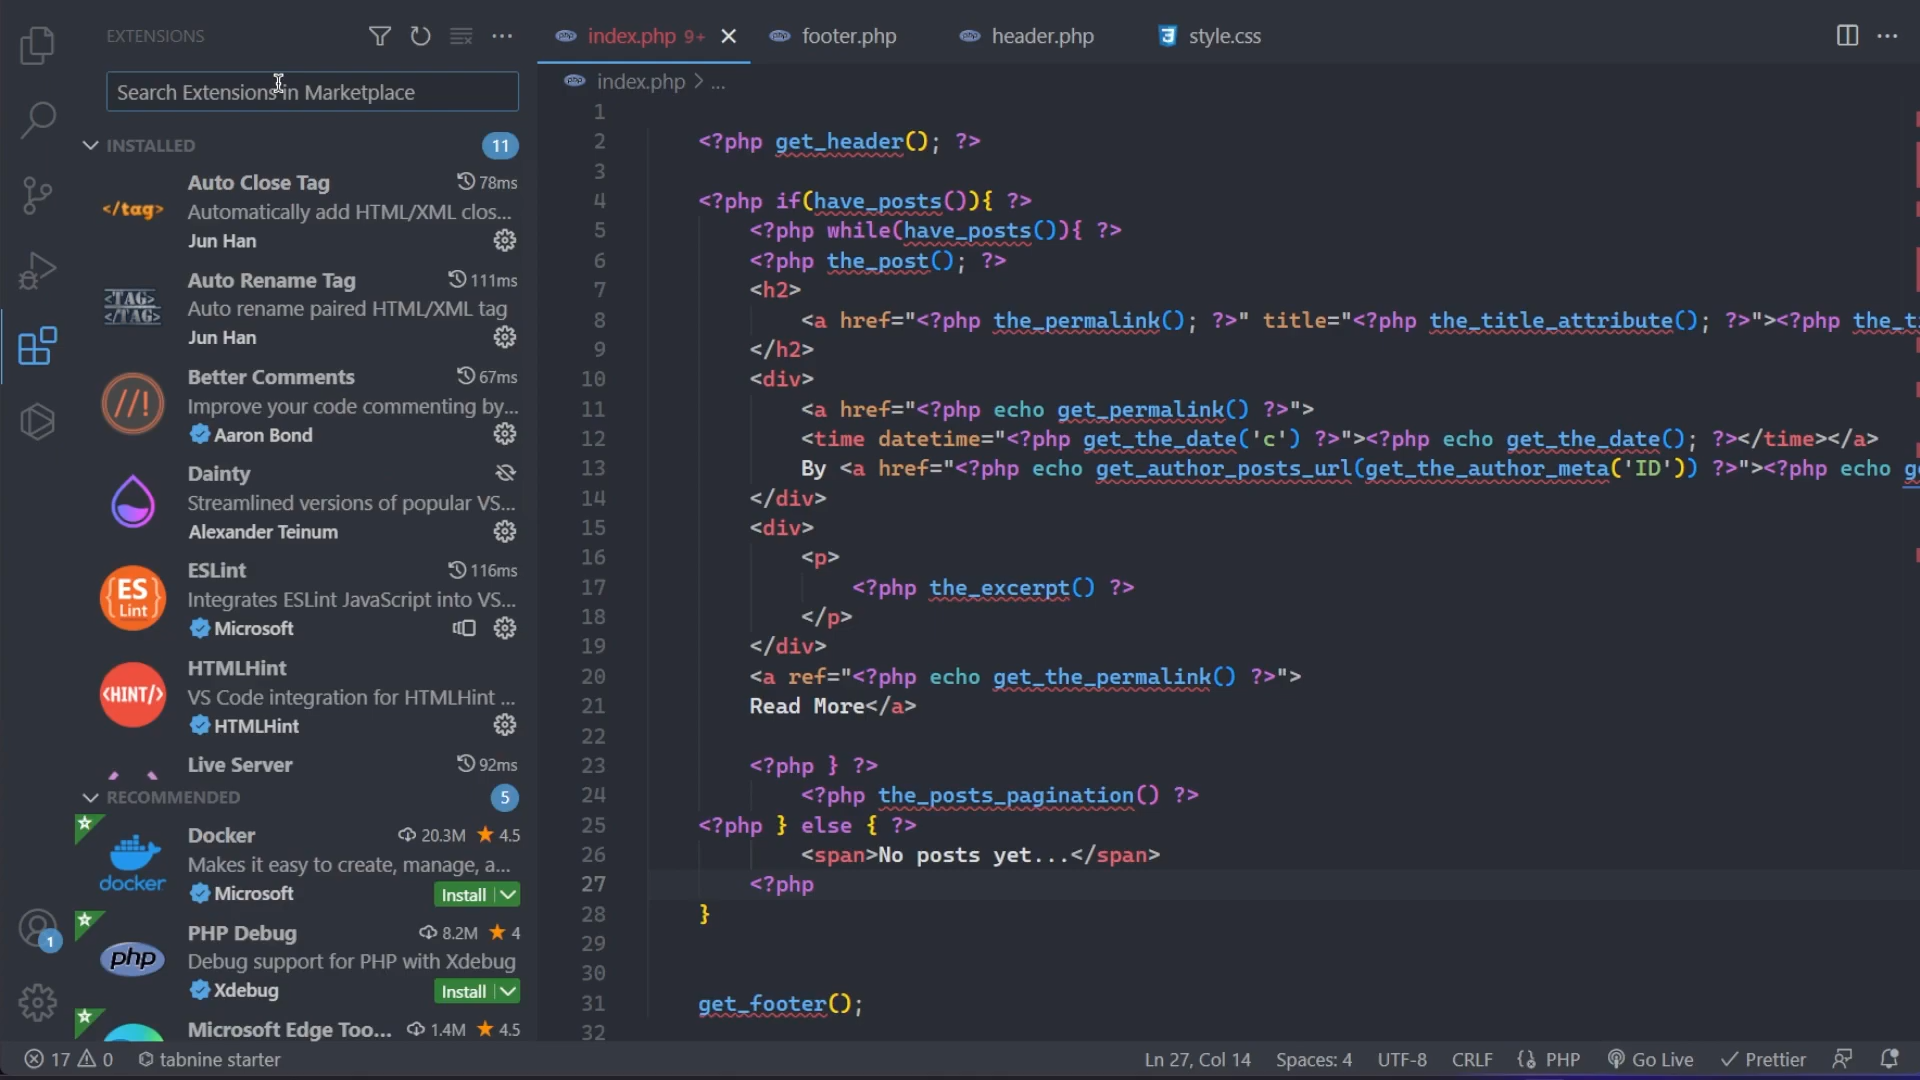 EXTENSIONS
Search Extensions in Marketplace
INSTALLED
11
</tag>
Auto Close Tag
78ms
Automatically add HTML/XML clos...
Jun Han
<TAG>
</TAG>
Auto Rename Tag
111ms
Auto rename paired HTML/XML tag
Jun Han
//!
Better Comments
67ms
Improve your code commenting by...
Aaron Bond
Dainty
Streamlined versions of popular VS...
Alexander Teinum
{ES}
Lint
ESLint
116ms
Integrates ESLint JavaScript into VS...
Microsoft
<HINT/>
HTMLHint
VS Code integration for HTMLHint ...
HTMLHint
Live Server
92ms
RECOMMENDED
5
docker
Docker
20.3M
4.5
Makes it easy to create, manage, a...
Microsoft
Install
php
PHP Debug
8.2M
4
Debug support for PHP with Xdebug
Xdebug
Install
Microsoft Edge Too...
1.4M
4.5
1
index.php 9+
footer.php
header.php
style.css
index.php > ...
1
2 <?php get_header(); ?>
3
4 <?php if(have_posts()){ ?>
5 <?php while(have_posts()){ ?>
6 <?php the_post(); ?>
7 <h2>
8 <a href="<?php the_permalink(); ?>" title="<?php the_title_attribute(); ?>"><?php the_t
9 </h2>
10 <div>
11 <a href="<?php echo get_permalink() ?>">
12 <time datetime="<?php get_the_date('c') ?>"><?php echo get_the_date(); ?></time></a>
13 By <a href="<?php echo get_author_posts_url(get_the_author_meta('ID')) ?>"><?php echo g
14 </div>
15 <div>
16 <p>
17 <?php the_excerpt() ?>
18 </p>
19 </div>
20 <a ref="<?php echo get_the_permalink() ?>">
21 Read More</a>
22
23 <?php } ?>
24 <?php the_posts_pagination() ?>
25 <?php } else { ?>
26 <span>No posts yet...</span>
27 <?php
28 }
29
30
31 get_footer();
32
17 0
tabnine starter
Ln 27, Col 14
Spaces: 4
UTF-8
CRLF
PHP
Go Live
Prettier